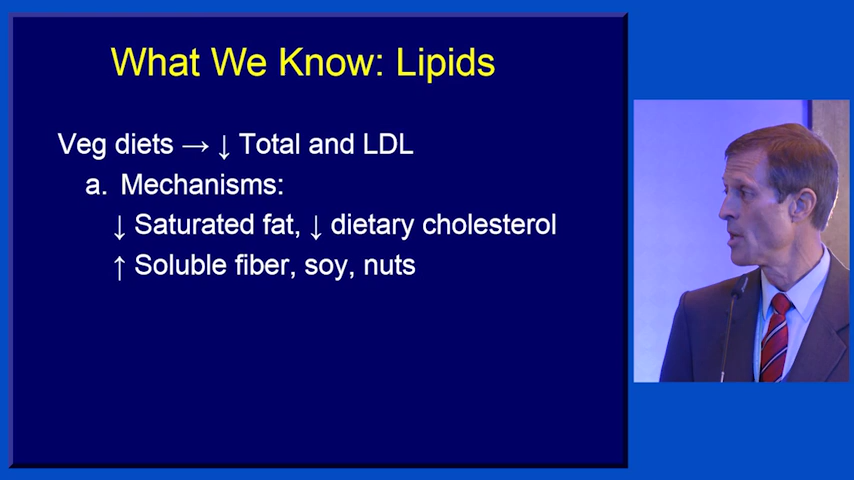 What We Know: Lipids
Veg diets → ↓ Total and LDL
a. Mechanisms:
↓ Saturated fat, ↓ dietary cholesterol
↑ Soluble fiber, soy, nuts